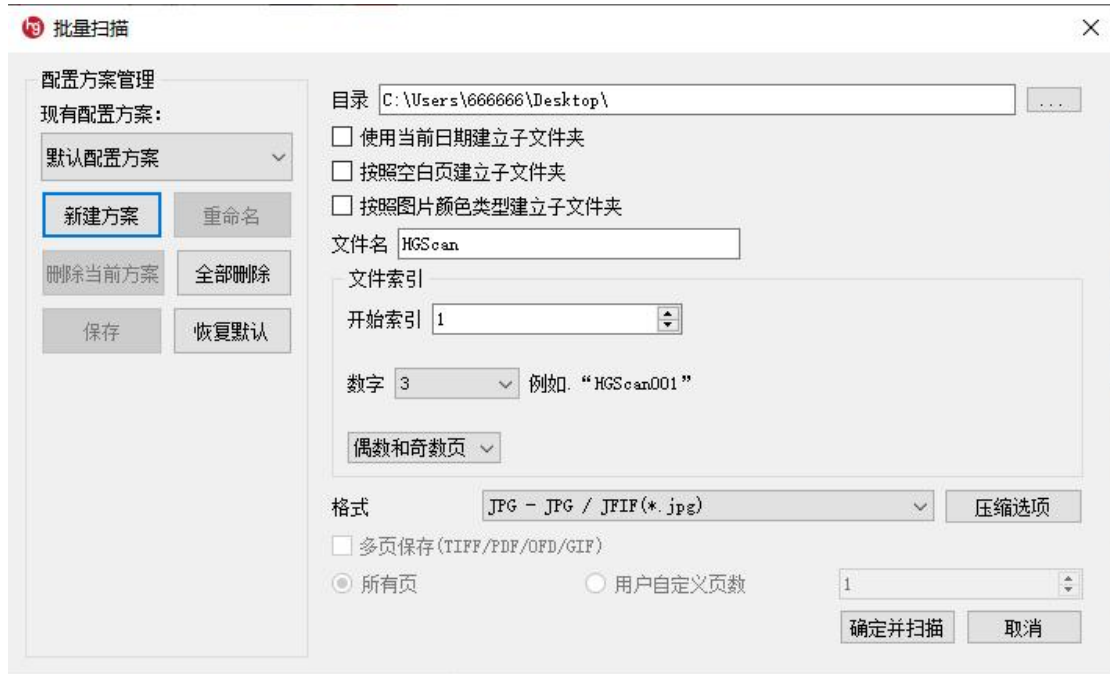 hg 批量扫描
配置方案管理
现有配置方案：
默认配置方案
新建方案 重命名
删除当前方案 全部删除
保存 恢复默认
目录 C:\Users\666666\Desktop\ ...
使用当前日期建立子文件夹
按照空白页建立子文件夹
按照图片颜色类型建立子文件夹
文件名 HGScan
文件索引
开始索引 1
数字 3 例如. “HGScan001”
偶数和奇数页
格式 JPG - JPG / JFIF(*.jpg) 压缩选项
多页保存(TIFF/PDF/OFD/GIF)
所有页 用户自定义页数 1
确定并扫描 取消